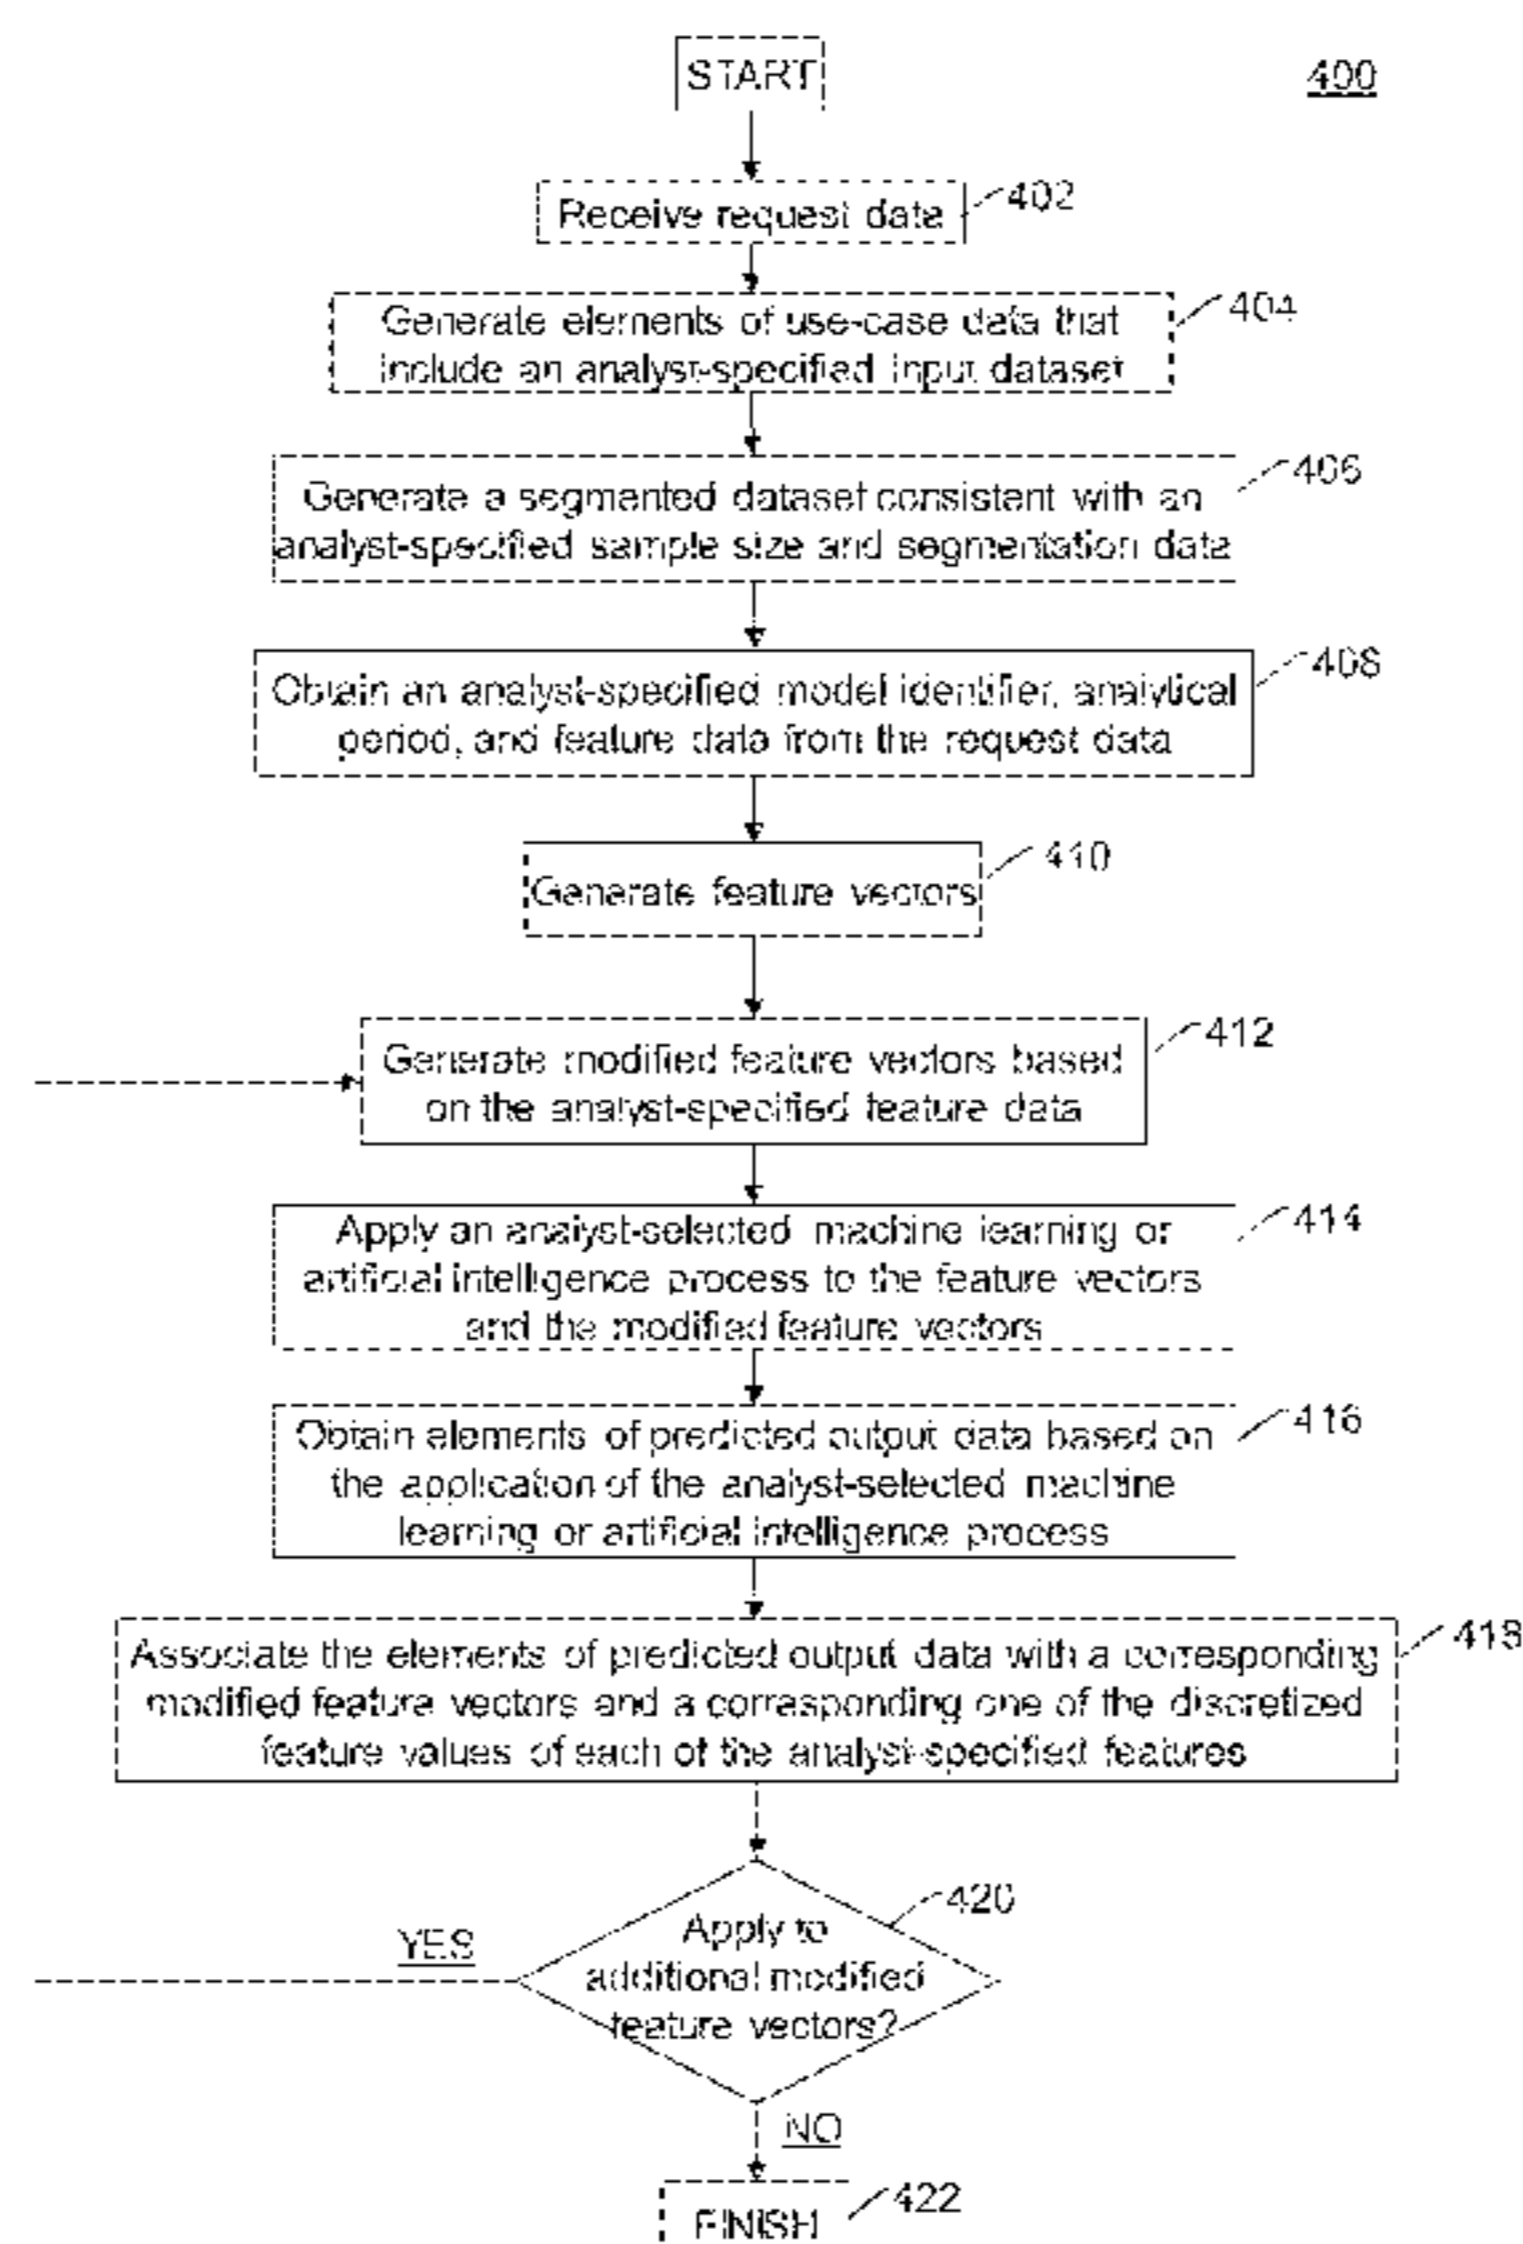 START
400
Receive request data
402
Generate elements of use-case data that
include an analyst-specified input dataset
404
Generate a segmented dataset consistent with an
analyst-specified sample size and segmentation data
406
Obtain an analyst-specified model identifier, analytical
period, and feature data from the request data
408
Generate feature vectors
410
Generate modified feature vectors based
on the analyst-specified feature data
412
Apply an analyst-selected machine learning or
artificial intelligence process to the feature vectors
and the modified feature vectors
414
Obtain elements of predicted output data based on
the application of the analyst-selected machine
learning or artificial intelligence process
416
Associate the elements of predicted output data with a corresponding
modified feature vectors and a corresponding one of the discretized
feature values of each of the analyst-specified features
418
Apply to
additional modified
feature vectors?
420
YES
NO
FINISH
422